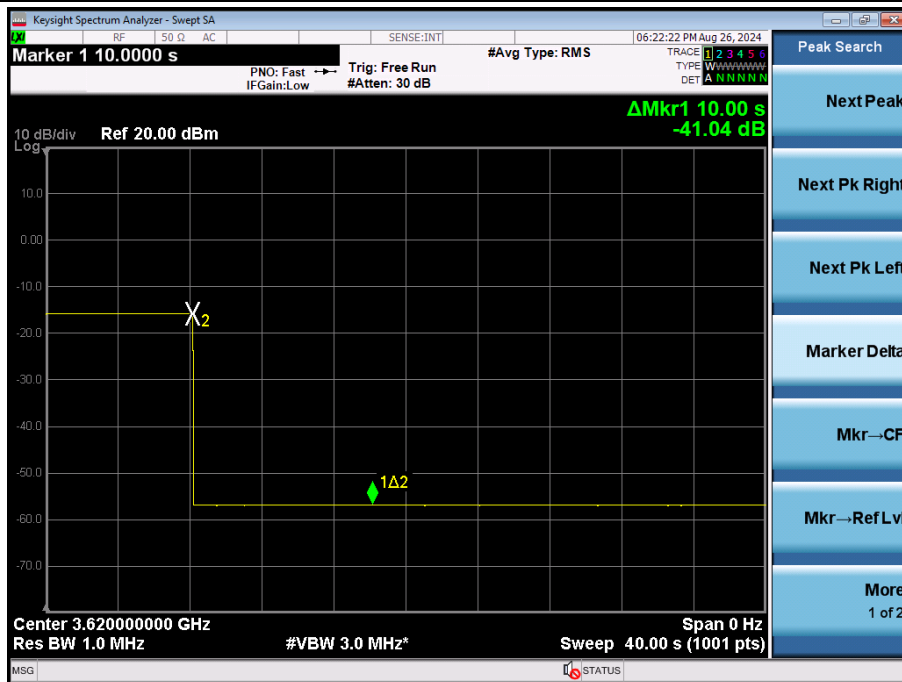 Keysight Spectrum Analyzer - Swept SA
LXI RF 50 Ω AC SENSE:INT 06:22:22 PM Aug 26, 2024
Marker 1 10.0000 s
PNO: Fast
IFGain:Low
Trig: Free Run
#Atten: 30 dB
#Avg Type: RMS
TRACE 1 2 3 4 5 6
TYPE WWWWWW
DET A N N N N N
ΔMkr1 10.00 s
-41.04 dB
10 dB/div Ref 20.00 dBm
Log
10.0
0.00
-10.0
-20.0
-30.0
-40.0
-50.0
-60.0
-70.0
X2
1Δ2
Center 3.620000000 GHz Span 0 Hz
Res BW 1.0 MHz #VBW 3.0 MHz* Sweep 40.00 s (1001 pts)
MSG STATUS
Peak Search
Next Peak
Next Pk Right
Next Pk Left
Marker Delta
Mkr→CF
Mkr→Ref Lvl
More
1 of 2